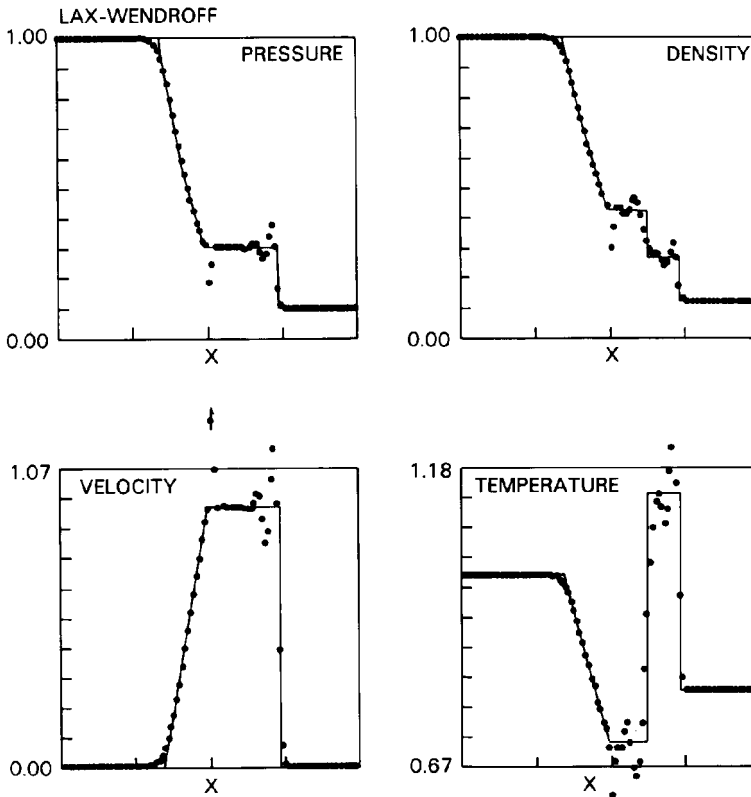 LAX-WENDROFF
1.00
PRESSURE
0.00
X
1.00
DENSITY
0.00
X
1.07
VELOCITY
0.00
X
1.18
TEMPERATURE
0.67
X